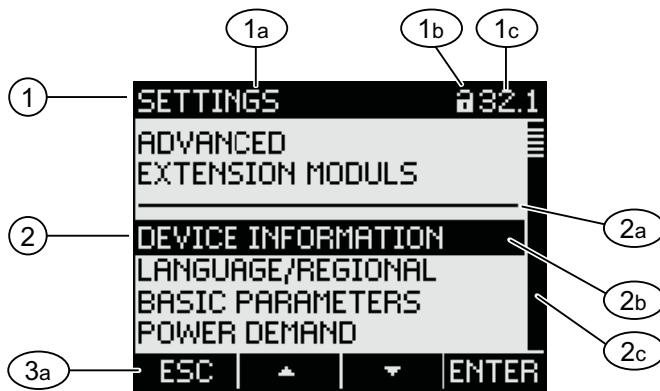 1a 1b 1c
1 SETTINGS 32.1
ADVANCED
EXTENSION MODULS
2a
2 DEVICE INFORMATION
LANGUAGE/REGIONAL 2b
BASIC PARAMETERS
POWER DEMAND 2c
3a ESC ENTER